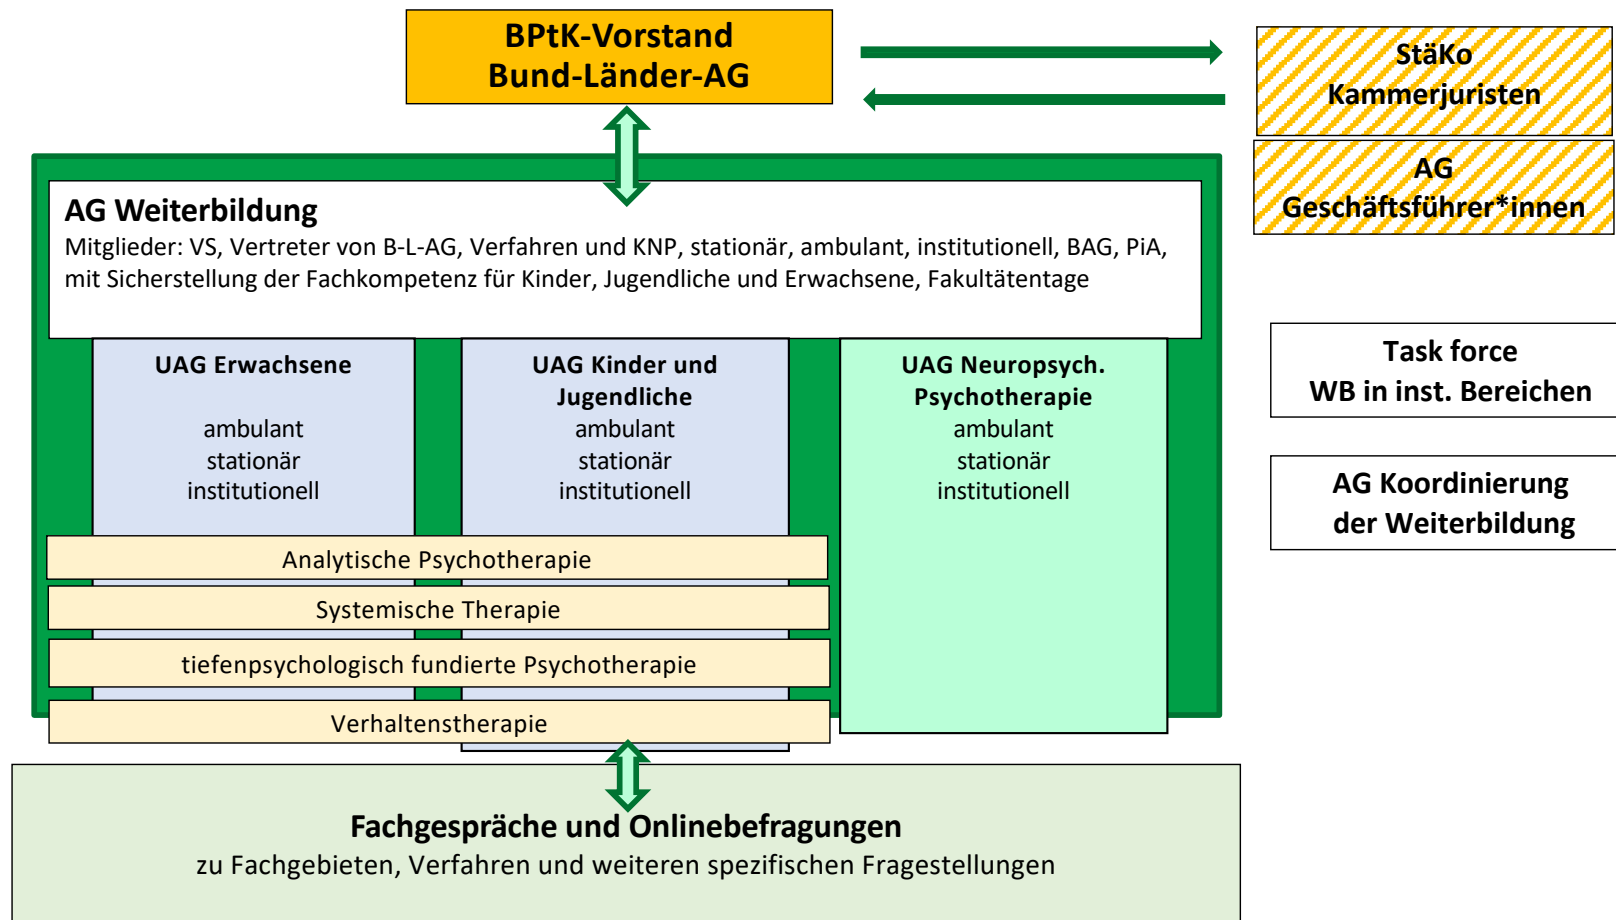 BPtK-Vorstand
Bund-Länder-AG
StäKo
Kammerjuristen
AG
Geschäftsführer*innen
AG Weiterbildung
Mitglieder: VS, Vertreter von B-L-AG, Verfahren und KNP, stationär, ambulant, institutionell, BAG, PiA,
mit Sicherstellung der Fachkompetenz für Kinder, Jugendliche und Erwachsene, Fakultätentage
UAG Erwachsene
ambulant
stationär
institutionell
UAG Kinder und
Jugendliche
ambulant
stationär
institutionell
UAG Neuropsych.
Psychotherapie
ambulant
stationär
institutionell
Task force
WB in inst. Bereichen
AG Koordinierung
der Weiterbildung
Analytische Psychotherapie
Systemische Therapie
tiefenpsychologisch fundierte Psychotherapie
Verhaltenstherapie
Fachgespräche und Onlinebefragungen
zu Fachgebieten, Verfahren und weiteren spezifischen Fragestellungen